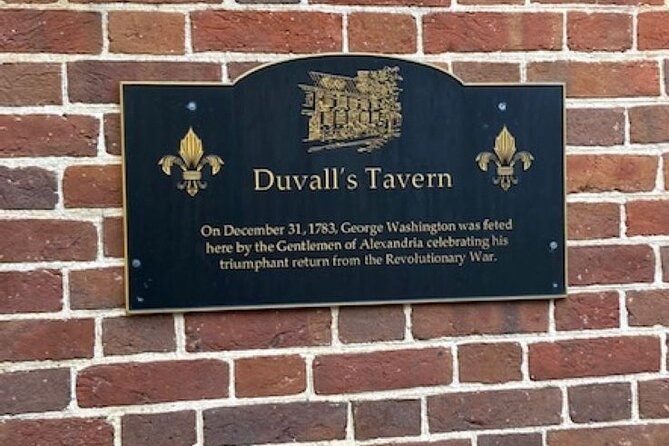 Duvall's Tavern
On December 31, 1783, George Washington was feted
here by the Gentlemen of Alexandria celebrating his
triumphant return from the Revolutionary War.